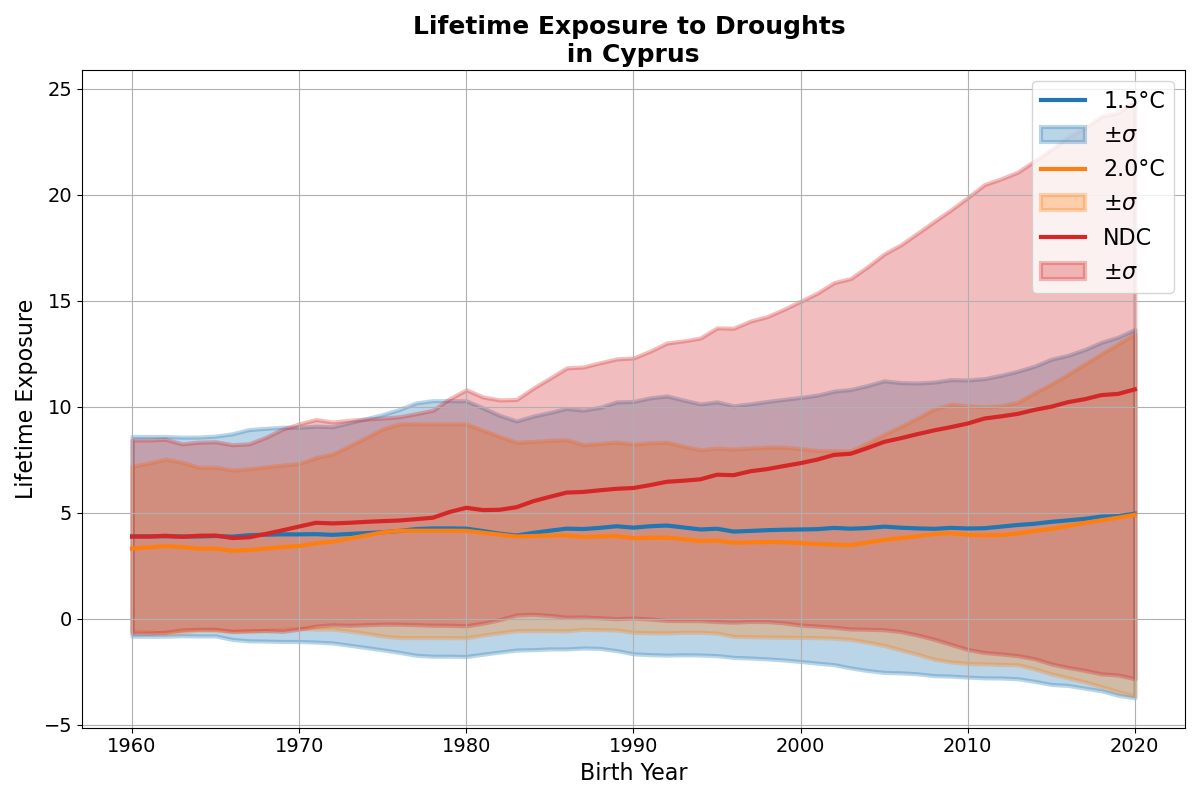 Lifetime Exposure to Droughts
in Cyprus
Lifetime Exposure
25
20
15
10
5
0
−5
1.5°C
±σ
2.0°C
±σ
NDC
±σ
1960
1970
1980
1990
2000
2010
2020
Birth Year